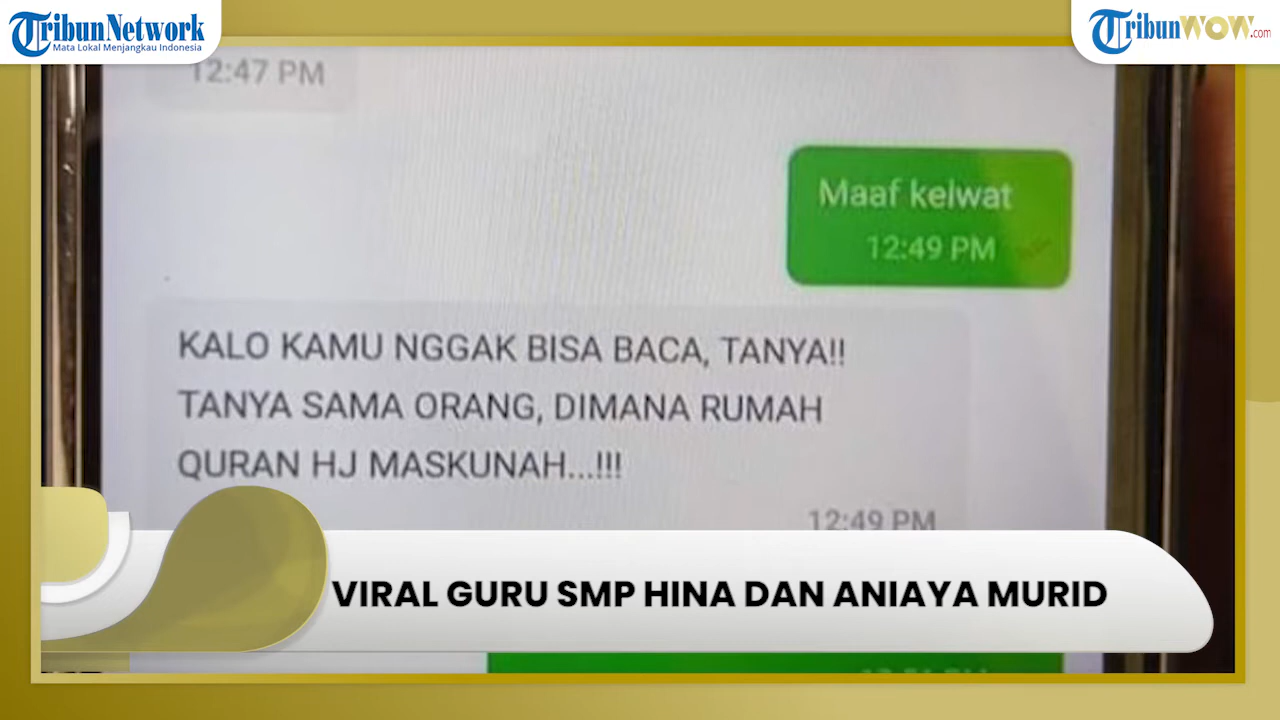 TribunNetwork
Mata Lokal Menjangkau Indonesia
TribunWOW.com
12:47 PM
Maaf kelwat
12:49 PM
KALO KAMU NGGAK BISA BACA, TANYA!!
TANYA SAMA ORANG, DIMANA RUMAH
QURAN HJ MASKUNAH...!!!
12:49 PM
VIRAL GURU SMP HINA DAN ANIAYA MURID